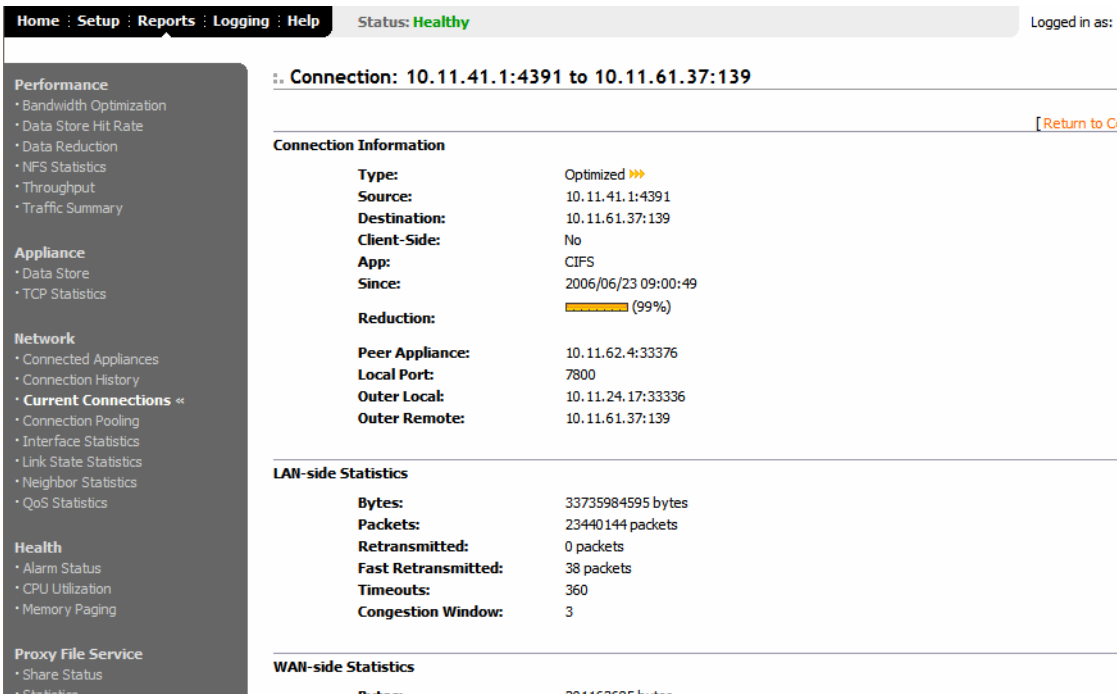 Home Setup Reports Logging Help
Status: Healthy
Logged in as:
Performance
· Bandwidth Optimization
· Data Store Hit Rate
· Data Reduction
· NFS Statistics
· Throughput
· Traffic Summary
Appliance
· Data Store
· TCP Statistics
Network
· Connected Appliances
· Connection History
· Current Connections «
· Connection Pooling
· Interface Statistics
· Link State Statistics
· Neighbor Statistics
· QoS Statistics
Health
· Alarm Status
· CPU Utilization
· Memory Paging
Proxy File Service
· Share Status
· Statistics
Connection: 10.11.41.1:4391 to 10.11.61.37:139
[ Return to
Connection Information
Type: Optimized
Source: 10.11.41.1:4391
Destination: 10.11.61.37:139
Client-Side: No
App: CIFS
Since: 2006/06/23 09:00:49
Reduction: (99%)
Peer Appliance: 10.11.62.4:33376
Local Port: 7800
Outer Local: 10.11.24.17:33336
Outer Remote: 10.11.61.37:139
LAN-side Statistics
Bytes: 33735984595 bytes
Packets: 23440144 packets
Retransmitted: 0 packets
Fast Retransmitted: 38 packets
Timeouts: 360
Congestion Window: 3
WAN-side Statistics
Bytes: bytes